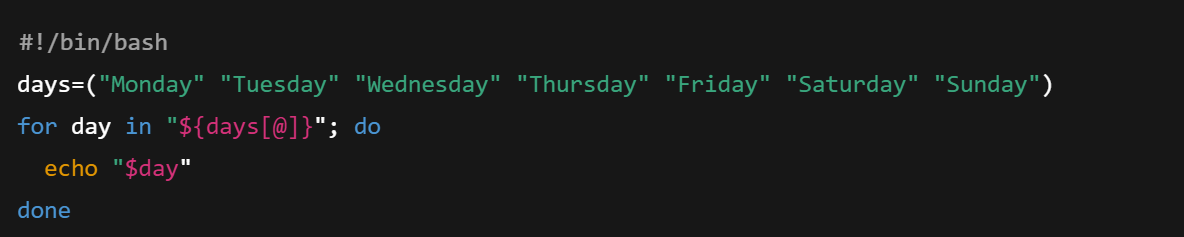 #!/bin/bash
days=("Monday" "Tuesday" "Wednesday" "Thursday" "Friday" "Saturday" "Sunday")
for day in "${days[@]}"; do
  echo "$day"
done